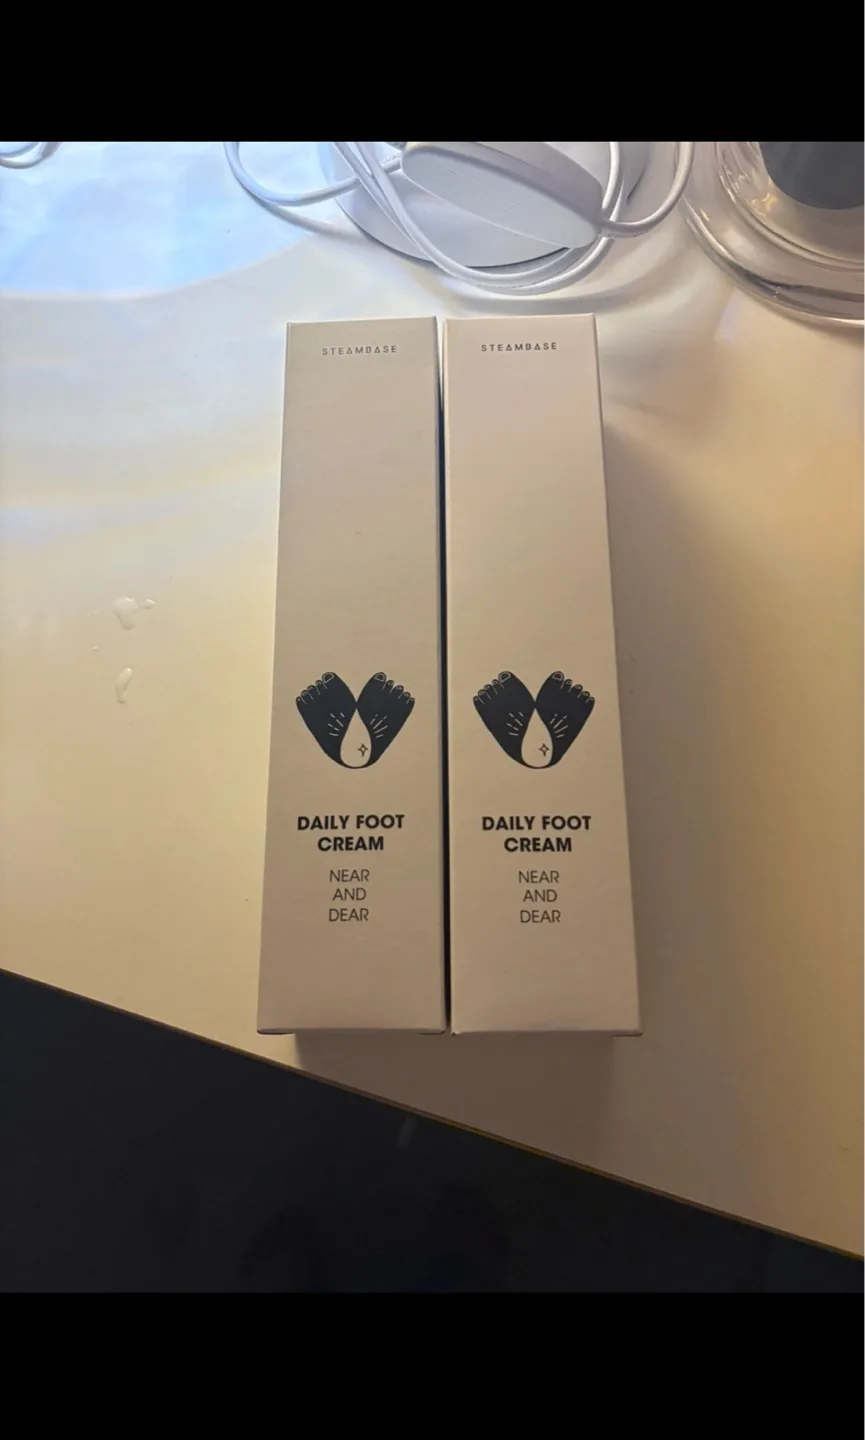 STEAMBASE
DAILY FOOT
CREAM
NEAR
AND
DEAR
STEAMBASE
DAILY FOOT
CREAM
NEAR
AND
DEAR